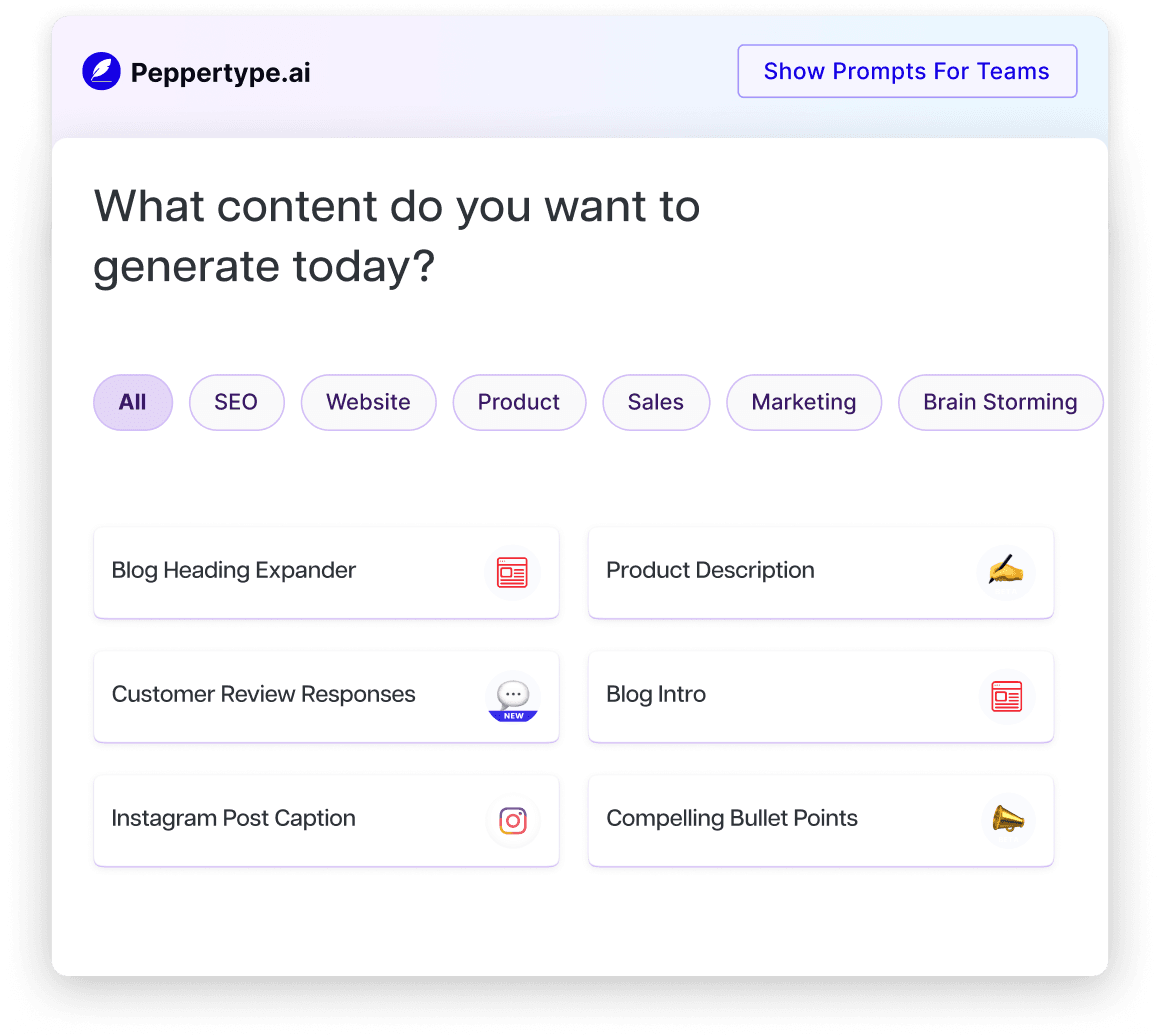 Peppertype.ai
Show Prompts For Teams
What content do you want to
generate today?
All
SEO
Website
Product
Sales
Marketing
Brain Storming
Blog Heading Expander
Product Description
Customer Review Responses
NEW
Blog Intro
Instagram Post Caption
Compelling Bullet Points